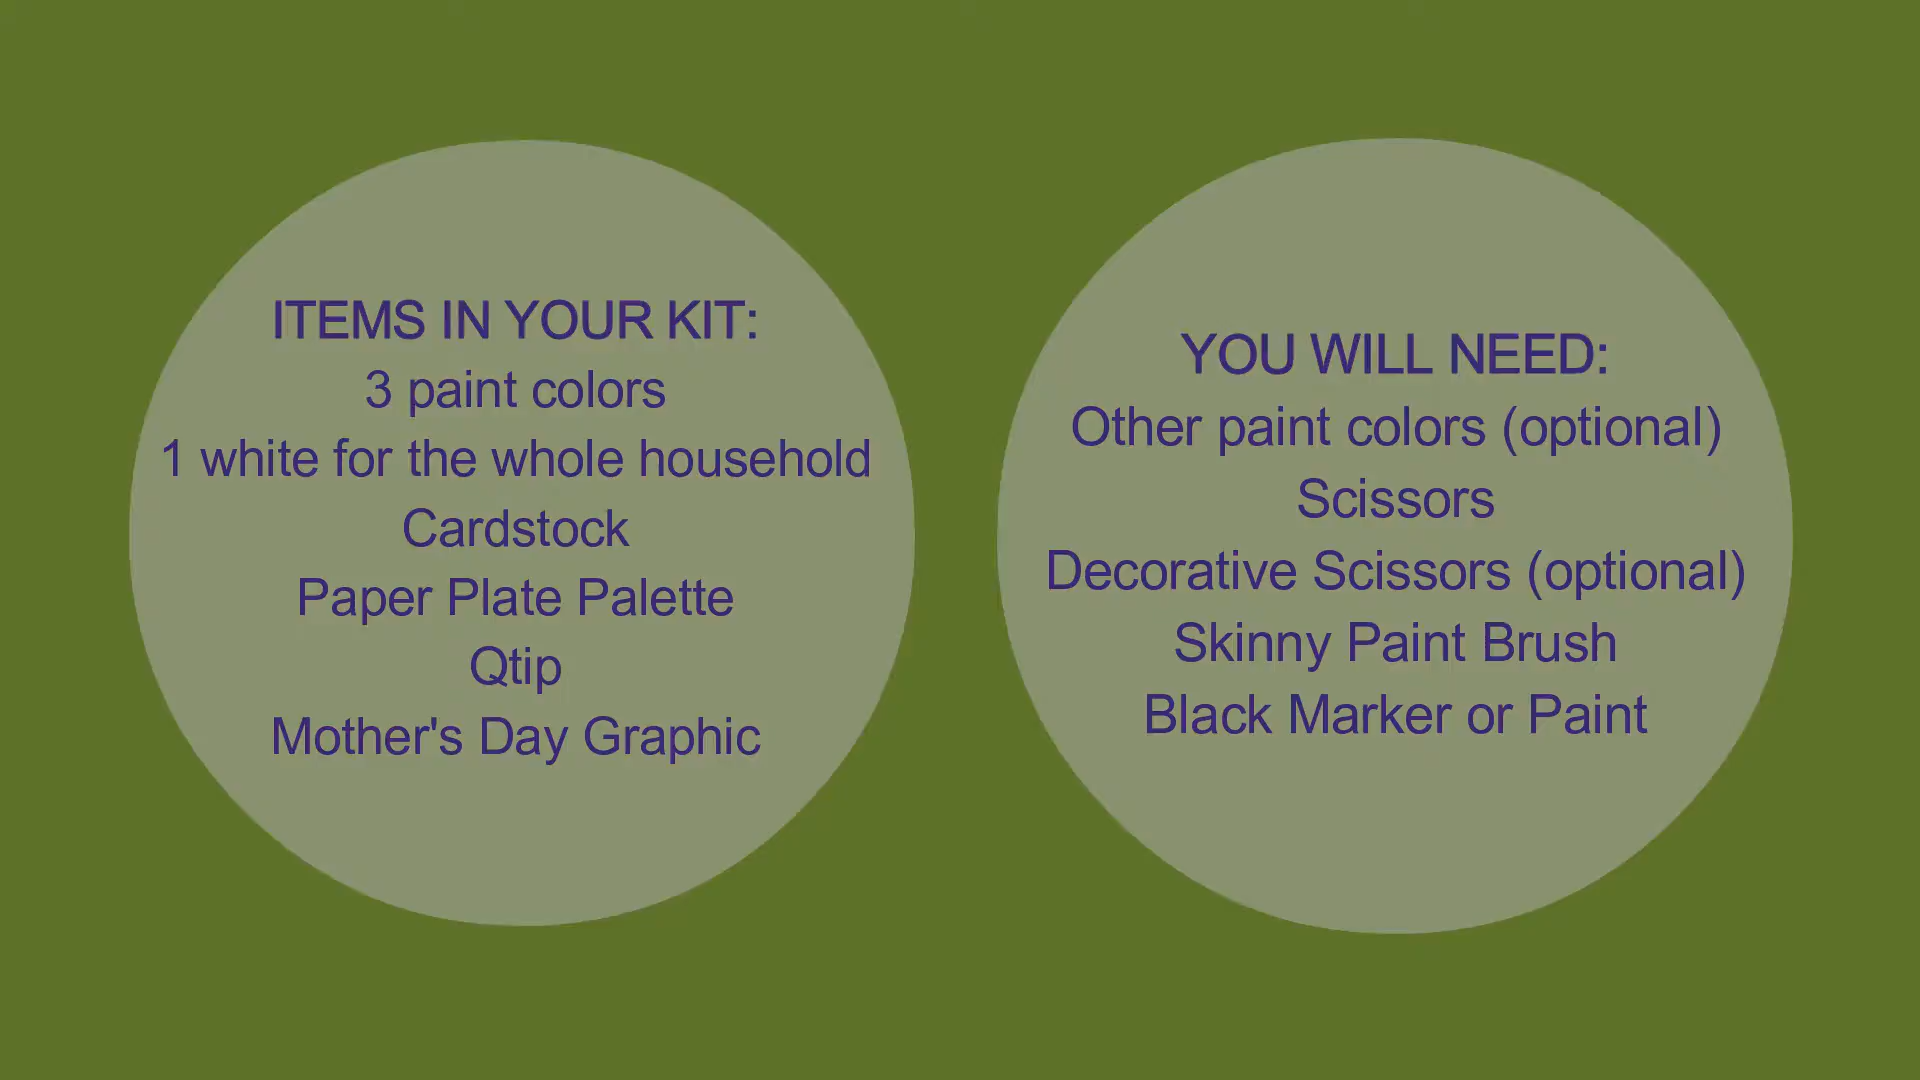 ITEMS IN YOUR KIT:
3 paint colors
1 white for the whole household
Cardstock
Paper Plate Palette
Qtip
Mother's Day Graphic
YOU WILL NEED:
Other paint colors (optional)
Scissors
Decorative Scissors (optional)
Skinny Paint Brush
Black Marker or Paint